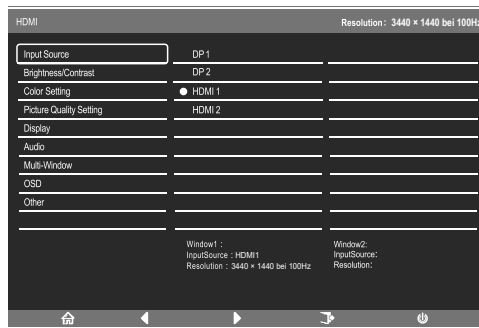 HDMI Resolution: 3440 × 1440 bei 100Hz
Input Source DP 1
Brightness/Contrast DP 2
Color Setting HDMI 1
Picture Quality Setting HDMI 2
Display
Audio
Multi-Window
OSD
Other
Window1 : Window2:
InputSource : HDMI1 InputSource:
Resolution : 3440 × 1440 bei 100Hz Resolution: